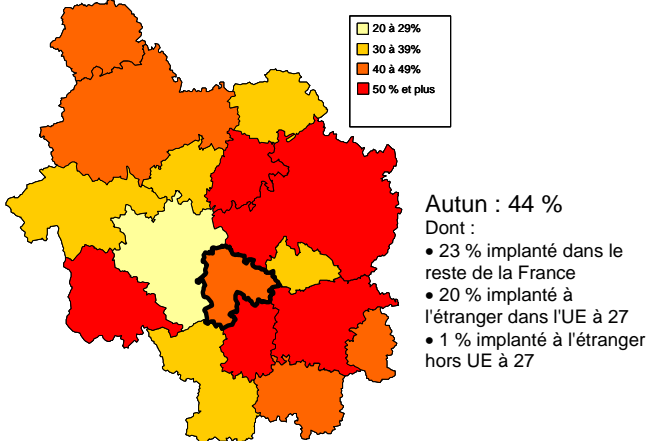 20 à 29%
30 à 39%
40 à 49%
50 % et plus
Autun : 44 %
Dont :
• 23 % implanté dans le
reste de la France
• 20 % implanté à
l'étranger dans l'UE à 27
• 1 % implanté à l'étranger
hors UE à 27